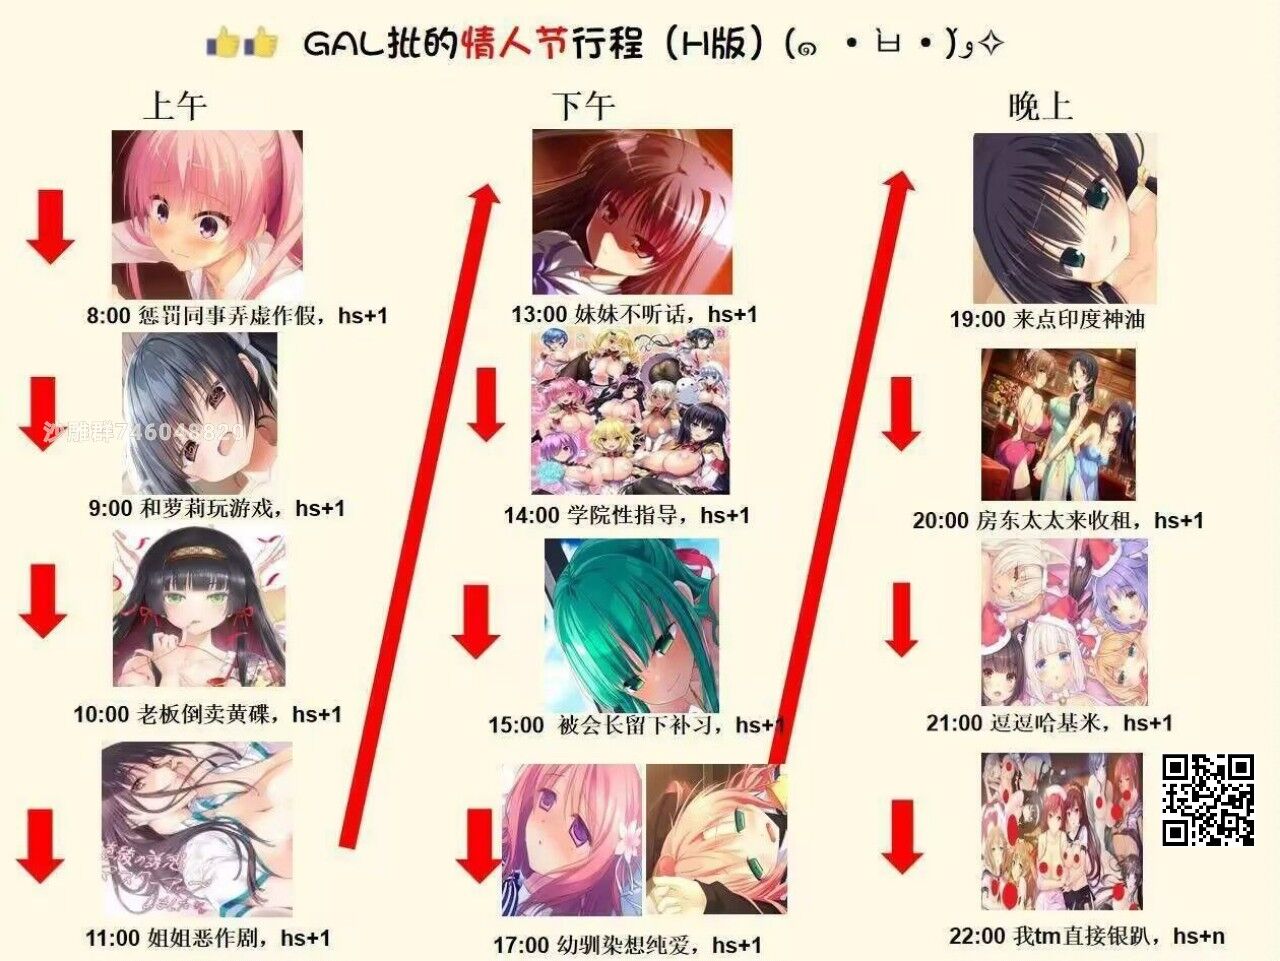 GAL批的情人节行程（H版）(๑ •̀ㅂ•́)و✧
上午
8:00 惩罚同事弄虚作假，hs+1
9:00 和萝莉玩游戏，hs+1
10:00 老板倒卖黄碟，hs+1
11:00 姐姐恶作剧，hs+1
下午
13:00 妹妹不听话，hs+1
14:00 学院性指导，hs+1
15:00 被会长留下补习，hs+1
17:00 幼驯染想纯爱，hs+1
晚上
19:00 来点印度神油
20:00 房东太太来收租，hs+1
21:00 逗逗哈基米，hs+1
22:00 我tm直接银趴，hs+n
沙雕群746048829